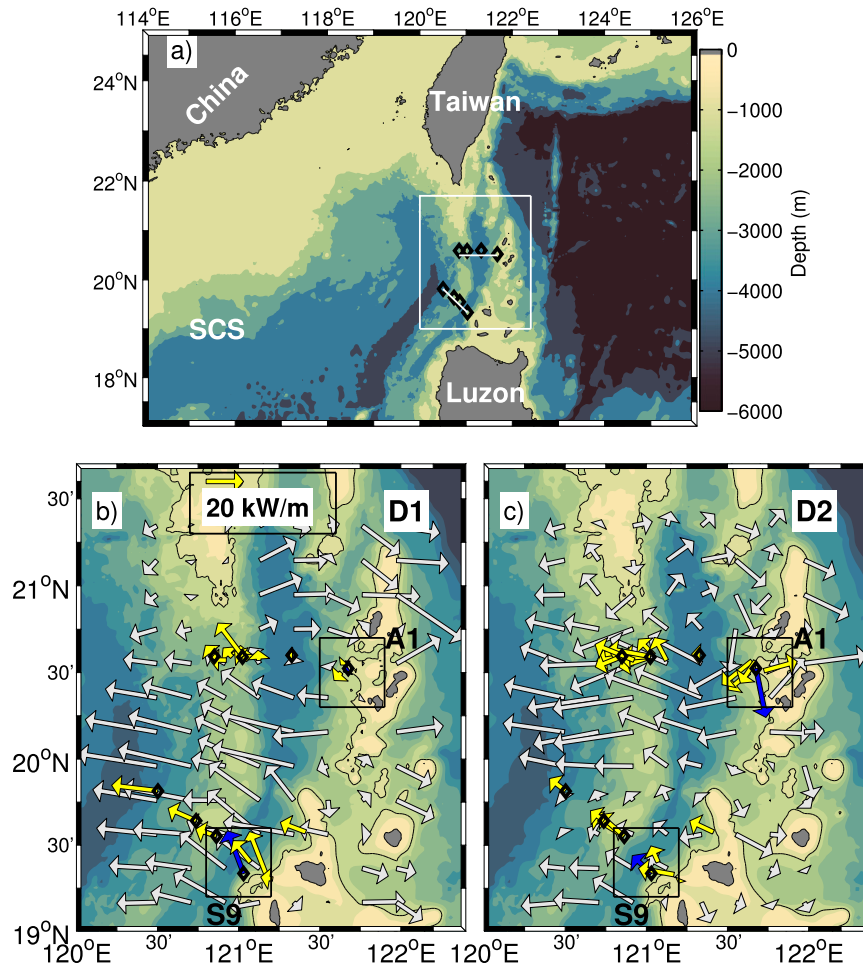 114°E 116°E 118°E 120°E 122°E 124°E 126°E
a)
24°N
22°N
20°N
18°N
China
Taiwan
SCS
Luzon
0
−1000
−2000
−3000
−4000
−5000
−6000
Depth (m)
b)
20 kW/m
D1
30'
21°N
30'
20°N
30'
19°N
A1
S9
120°E 30' 121°E 30' 122°E
c)
D2
A1
S9
120°E 30' 121°E 30' 122°E